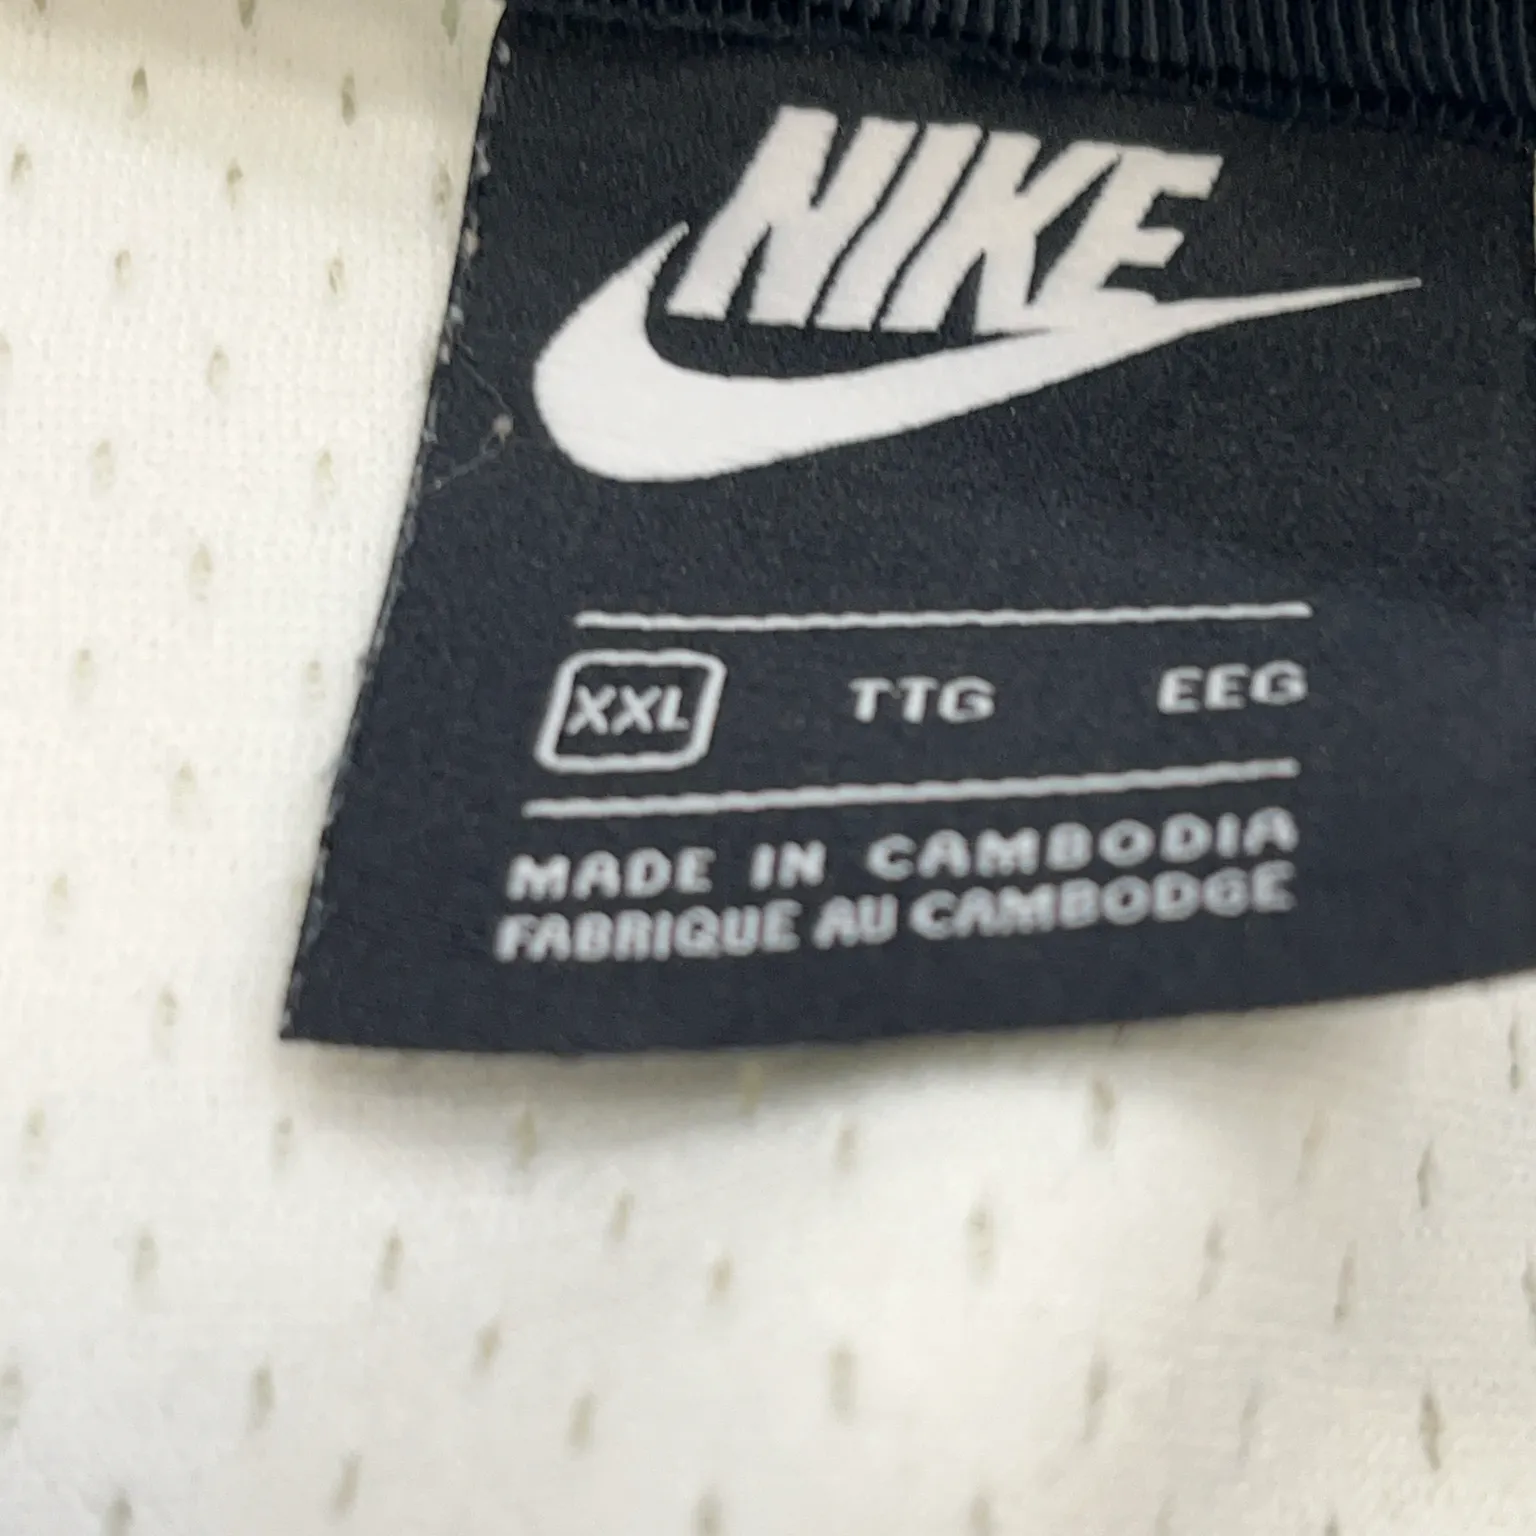 NIKE
XXL TTG EEG
MADE IN CAMBODIA
FABRIQUE AU CAMBODGE